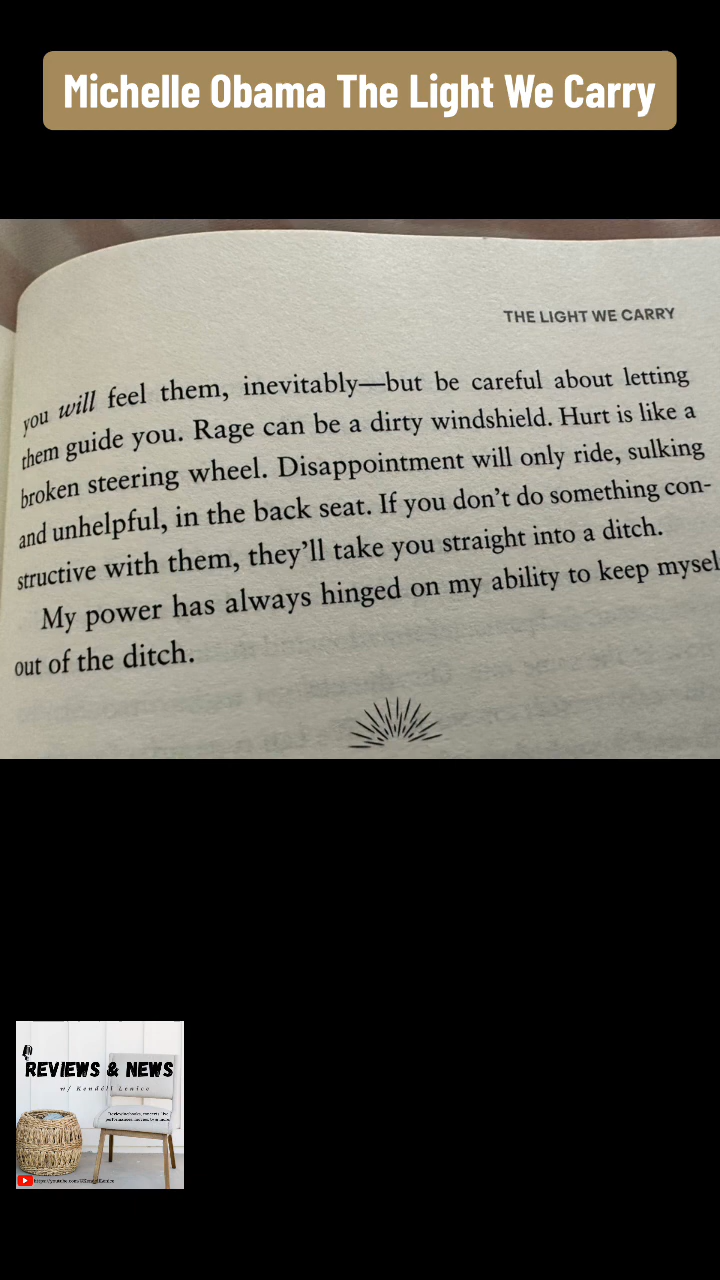 Michelle Obama The Light We Carry
THE LIGHT WE CARRY
you will feel them, inevitably—but be careful about letting
them guide you. Rage can be a dirty windshield. Hurt is like a
broken steering wheel. Disappointment will only ride, sulking
and unhelpful, in the back seat. If you don’t do something con-
structive with them, they’ll take you straight into a ditch.
My power has always hinged on my ability to keep mysel
out of the ditch.
REVIEWS & NEWS
w/ Kendéll Lenice